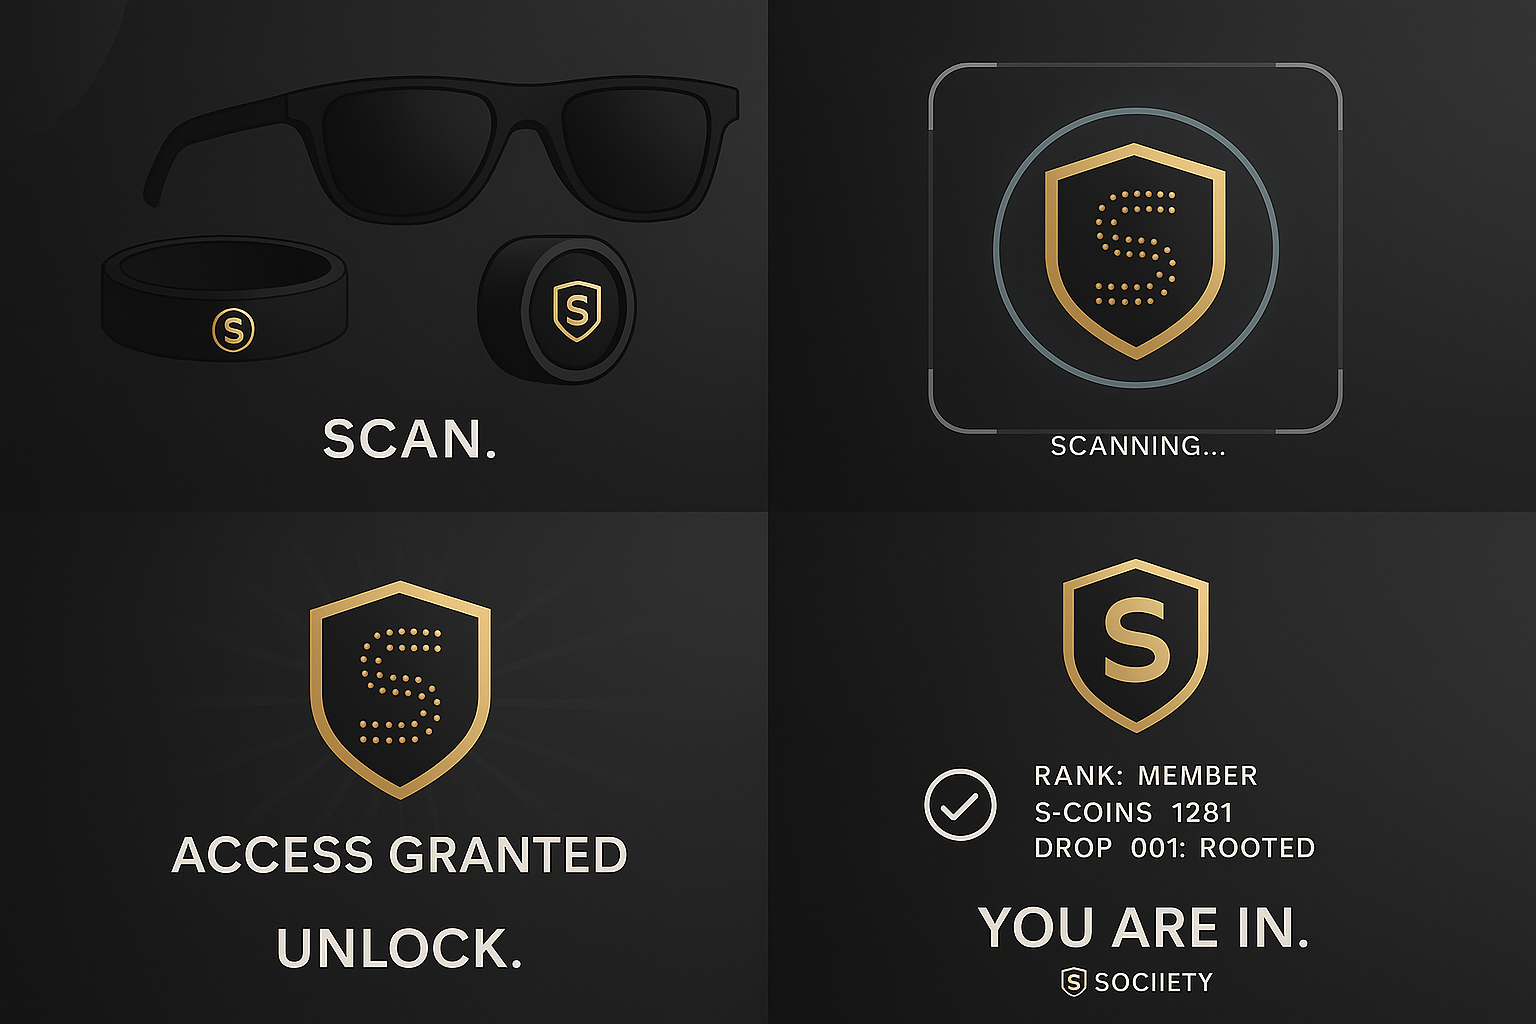 S
S
SCAN.
S
SCANNING...
S
ACCESS GRANTED
UNLOCK.
S
RANK: MEMBER
S-COINS 1281
DROP 001: ROOTED
YOU ARE IN.
S SOCIIETY